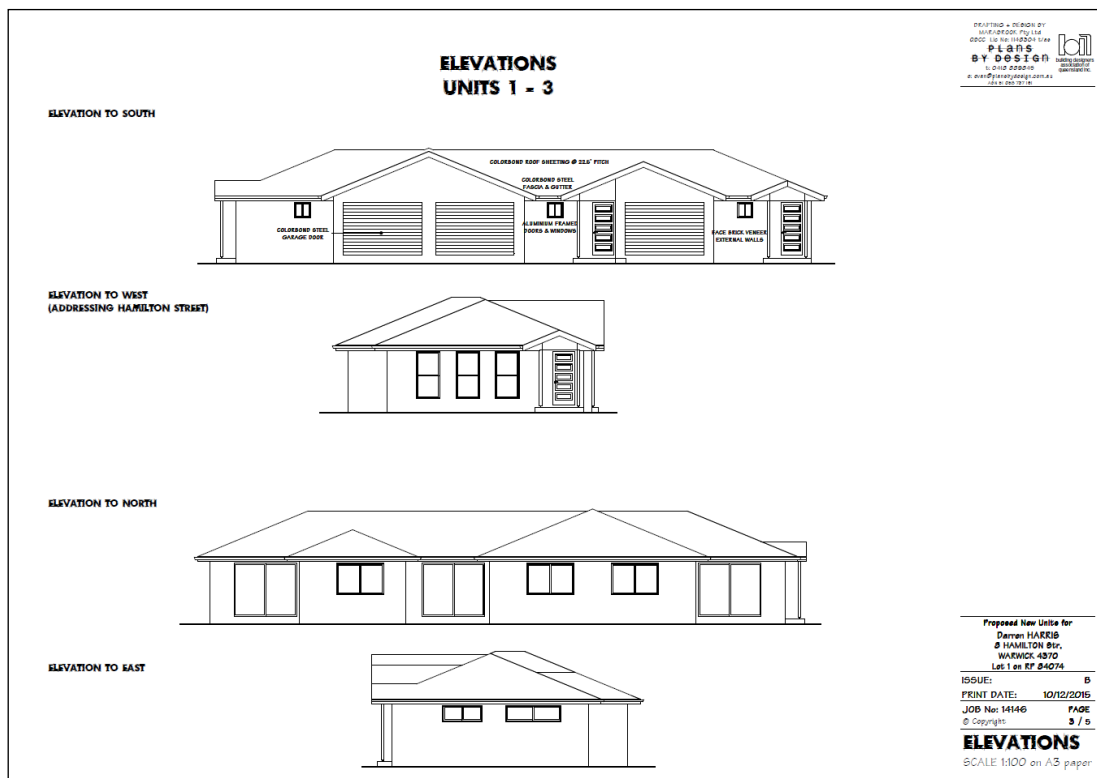 ELEVATIONS
UNITS 1 - 3
DRAFTING + DESIGN BY
MARABROOK Pty Ltd
PLANS
BY DESIGN
building designers
association of
queensland inc.
ELEVATION TO SOUTH
COLORBOND ROOF SHEETING @ 22.5° PITCH
COLORBOND STEEL
FASCIA & GUTTER
COLORBOND STEEL
GARAGE DOOR
ALUMINIUM FRAMED
DOORS & WINDOWS
FACE BRICK VENEER
EXTERNAL WALLS
ELEVATION TO WEST
(ADDRESSING HAMILTON STREET)
ELEVATION TO NORTH
ELEVATION TO EAST
Proposed New Units for
Darren HARRIS
HAMILTON Str,
WARWICK 4370
Lot 1 on RP 84074
ISSUE: B
PRINT DATE: 10/12/2015
JOB No: 14146 PAGE
© Copyright 3 / 5
ELEVATIONS
SCALE 1:100 on A3 paper